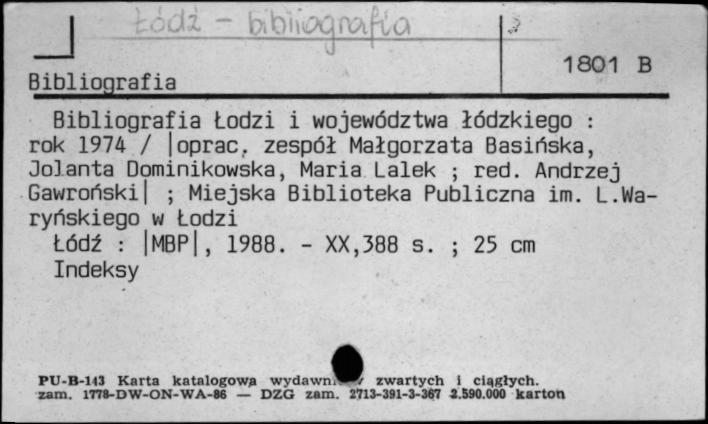 Łódź - bibliografia
1801 B
Bibliografia
Bibliografia Łodzi i województwa łódzkiego :
rok 1974 / |oprac. zespół Małgorzata Basińska,
Jolanta Dominikowska, Maria Lalek ; red. Andrzej
Gawroński| ; Miejska Biblioteka Publiczna im. L.Wa-
ryńskiego w Łodzi
Łódź : |MBP|, 1988. - XX,388 s. ; 25 cm
Indeksy
PU-B-143 Karta katalogowa zwartych i ciągłych.
zam. 1778-DW-ON-WA-86 — DZG zam. 2713-391-3-367 2.590.000 karton